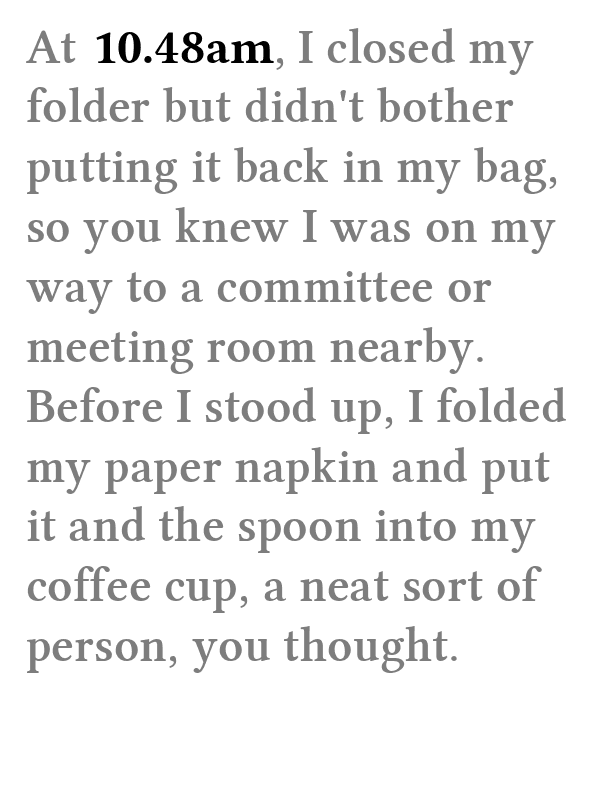 At 10.48am, I closed my
folder but didn't bother
putting it back in my bag,
so you knew I was on my
way to a committee or
meeting room nearby.
Before I stood up, I folded
my paper napkin and put
it and the spoon into my
coffee cup, a neat sort of
person, you thought.